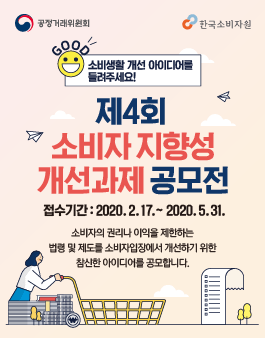 공정거래위원회
한국소비자원
GOOD
소비생활 개선 아이디어를
들려주세요!
제4회
소비자 지향성
개선과제 공모전
접수기간 : 2020. 2. 17. ~ 2020. 5. 31.
소비자의 권리나 이익을 제한하는
법령 및 제도를 소비자입장에서 개선하기 위한
참신한 아이디어를 공모합니다.
₩